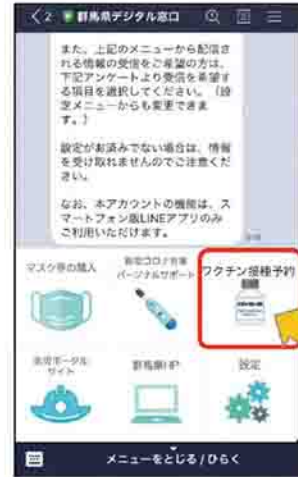 2 群馬県デジタル窓口
また、上記のメニューから配信さ
れる情報の受信をご希望の方は、
下記アンケートより受信を希望す
る項目を選択してください。（設
定メニューからも変更できま
す。）
設定がお済みでない場合は、情報
を受け取れませんのでご注意くだ
さい。
なお、本アカウントの機能は、ス
マートフォン版LINEアプリのみ
ご利用いただけます。
マスク等の購入
新型コロナ対策
パーソナルサポート
ワクチン接種予約
ポータル
サイト
群馬県HP
設定
メニューをとじる/ひらく